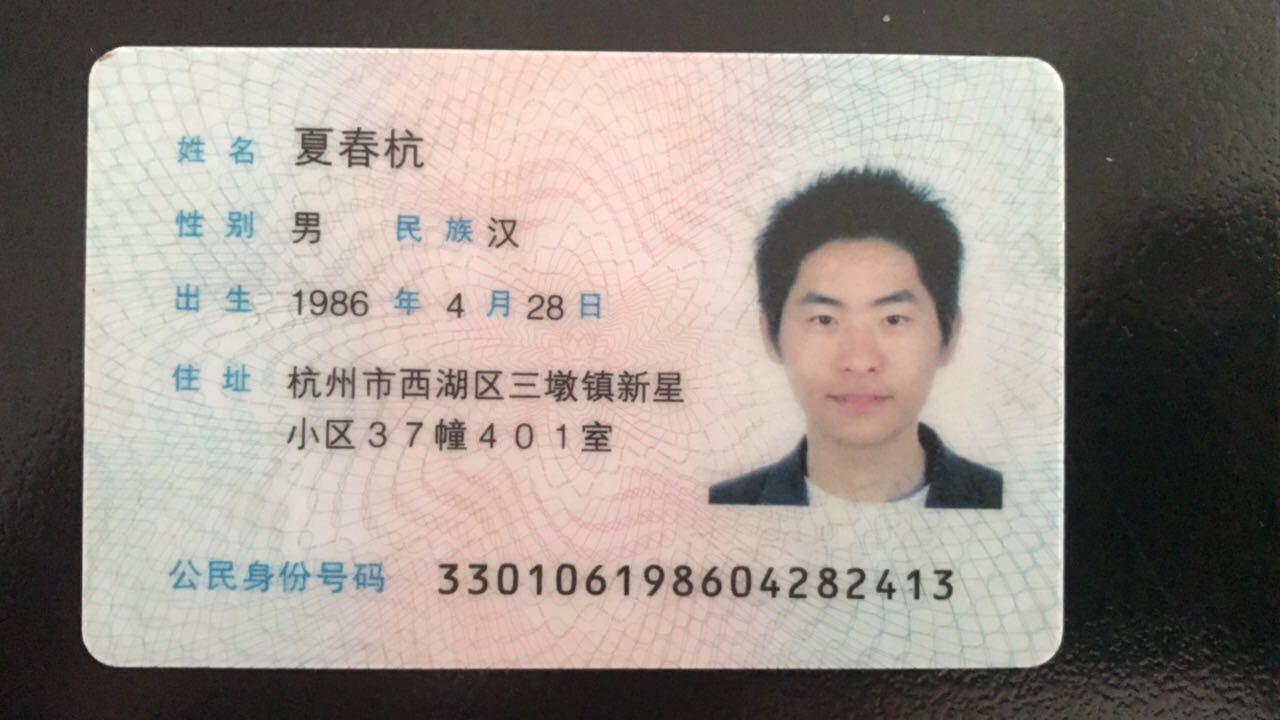 姓名 夏春杭
性别 男 民族 汉
出生 1986 年 4 月 28 日
住址 杭州市西湖区三墩镇新星
小区37幢401室
公民身份号码 330106198604282413